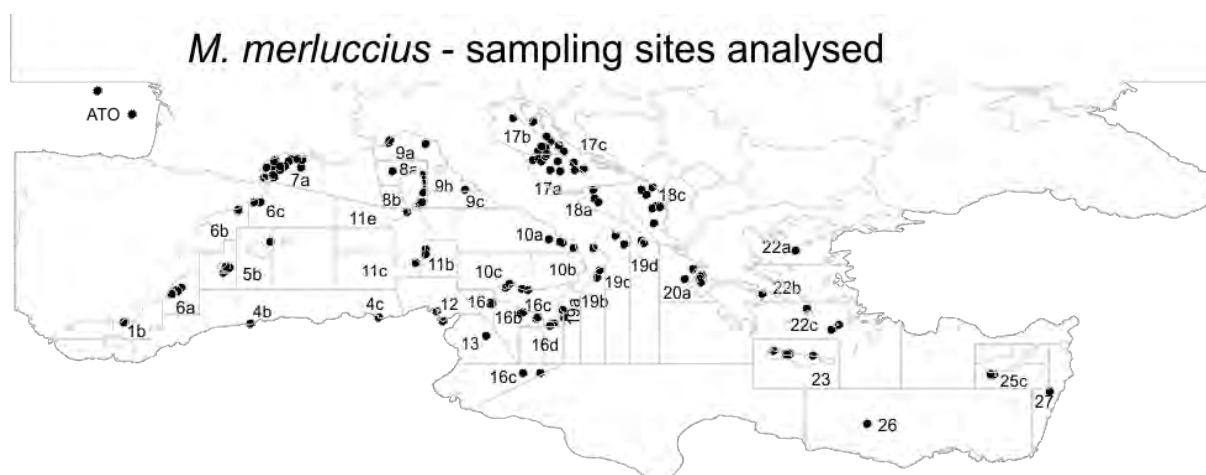 M. merluccius - sampling sites analysed
ATO
17b
17c
9a
7a
8a
9b
17a
8b
9c
18c
6c
11e
18a
6b
10a
22a
19d
5b
11c
11b
10b
19c
10c
20a
22b
6a
16a
16c
19b
19a
1b
4b
4c
12
16b
22c
13
16d
16c
23
25c
27
26